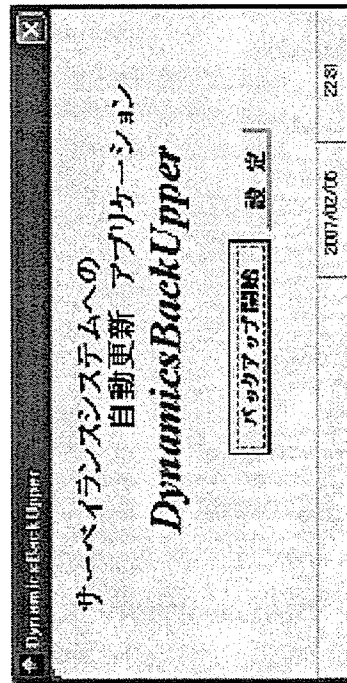 DynamicsBackUpper
サーベイランスシステムへの
自動更新 アプリケーション
DynamicsBackUpper
バックアップ開始 設 定
2007/02/06 22:31